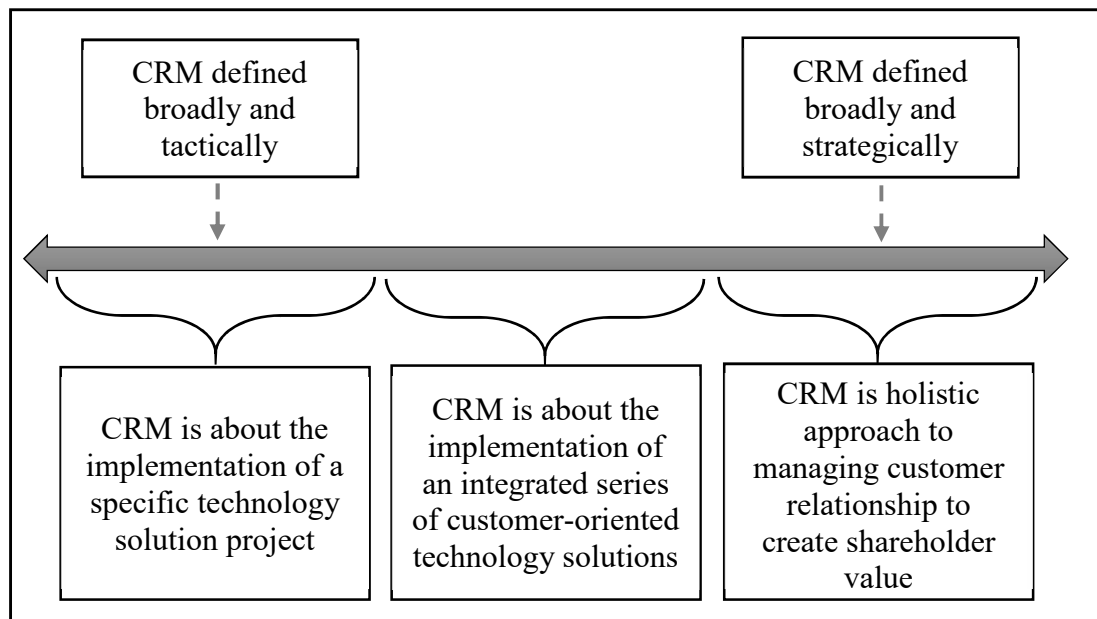 CRM defined
broadly and
tactically
CRM defined
broadly and
strategically
CRM is about the
implementation of a
specific technology
solution project
CRM is about the
implementation of
an integrated series
of customer-oriented
technology solutions
CRM is holistic
approach to
managing customer
relationship to
create shareholder
value